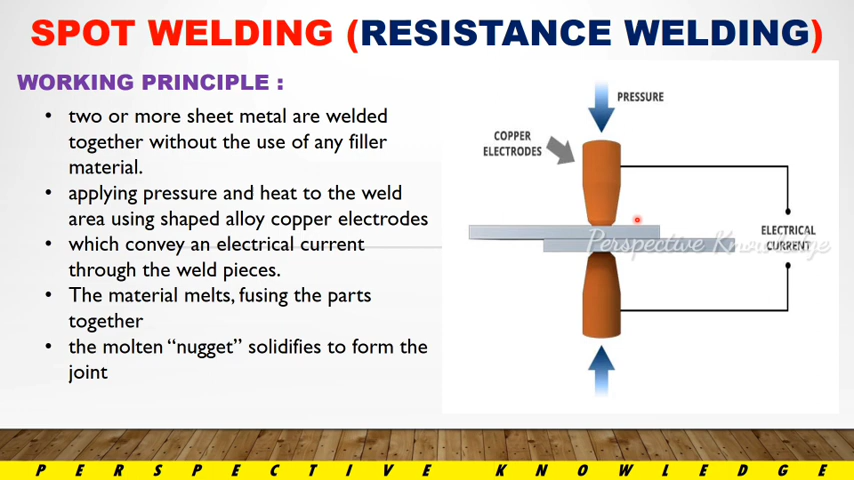 SPOT WELDING (RESISTANCE WELDING)
WORKING PRINCIPLE :
• two or more sheet metal are welded
together without the use of any filler
material.
• applying pressure and heat to the weld
area using shaped alloy copper electrodes
• which convey an electrical current
through the weld pieces.
• The material melts, fusing the parts
together
• the molten “nugget” solidifies to form the
joint
PRESSURE
COPPER
ELECTRODES
ELECTRICAL
CURRENT
Perspective Knowledge
PERSPECTIVE KNOWLEDGE